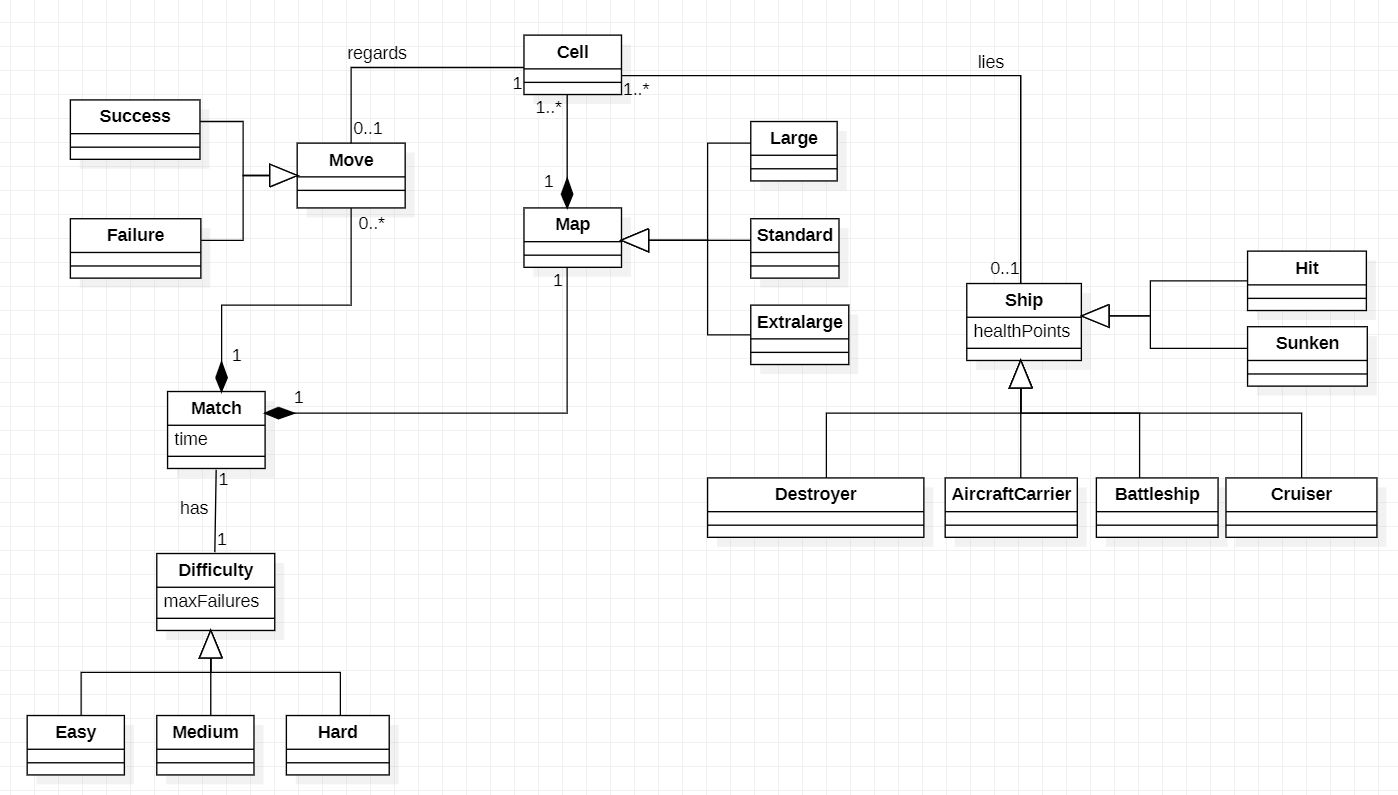 regards
Cell
lies
1
1..*
1..*
Success
0..1
Large
Move
1
Failure
0..*
Map
Standard
Hit
0..1
1
Ship
Extralarge
healthPoints
Sunken
1
Match
1
time
1
has
1
Destroyer
AircraftCarrier
Battleship
Cruiser
Difficulty
maxFailures
Easy
Medium
Hard